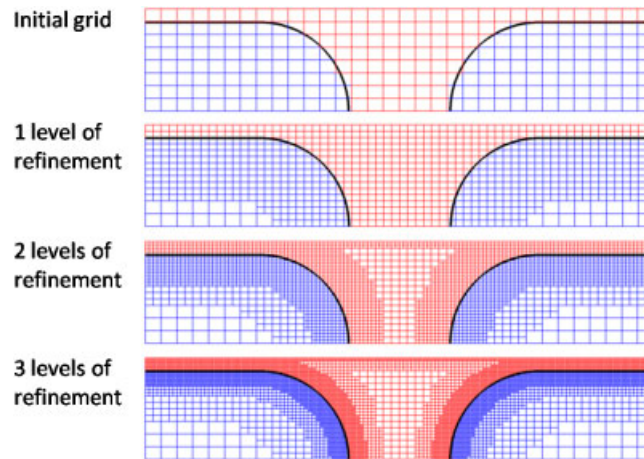 Initial grid
1 level of
refinement
2 levels of
refinement
3 levels of
refinement